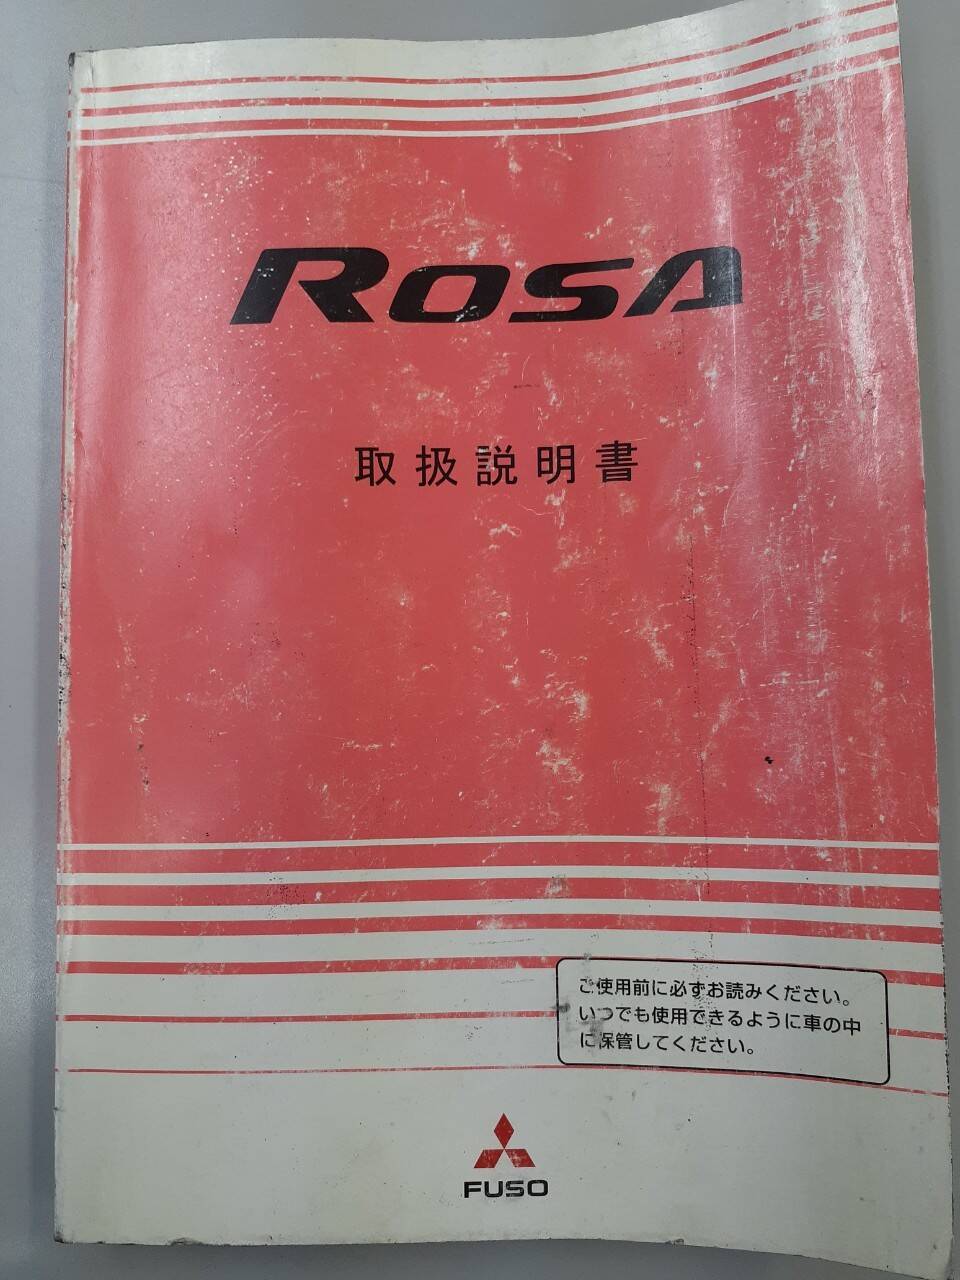 ROSA
取扱説明書
ご使用前に必ずお読みください。
いつでも使用できるように車の中
に保管してください。
FUSO